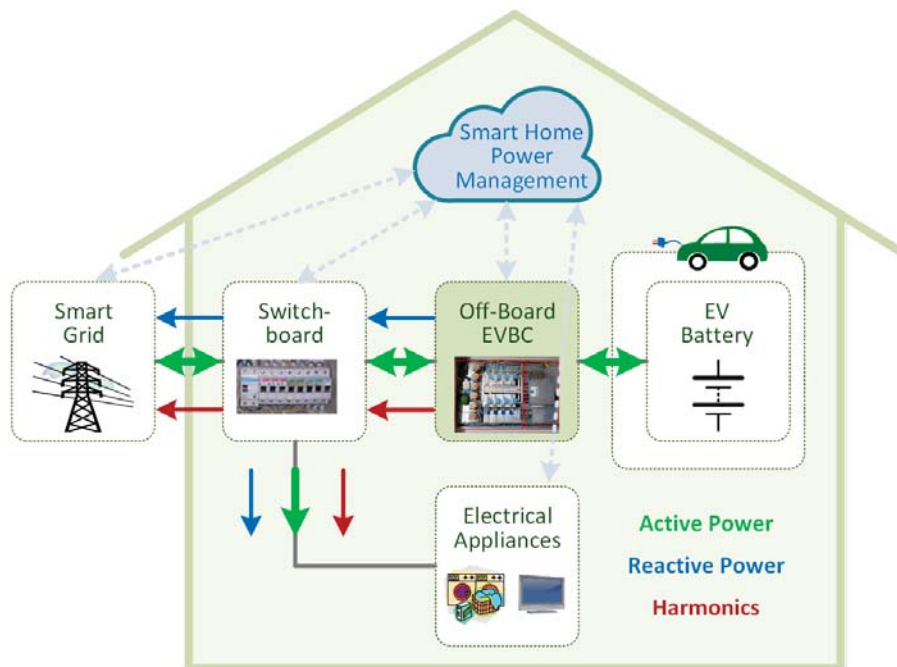 Smart Home
Power
Management
Smart
Grid
Switch-
board
Off-Board
EVBC
EV
Battery
Electrical
Appliances
Active Power
Reactive Power
Harmonics